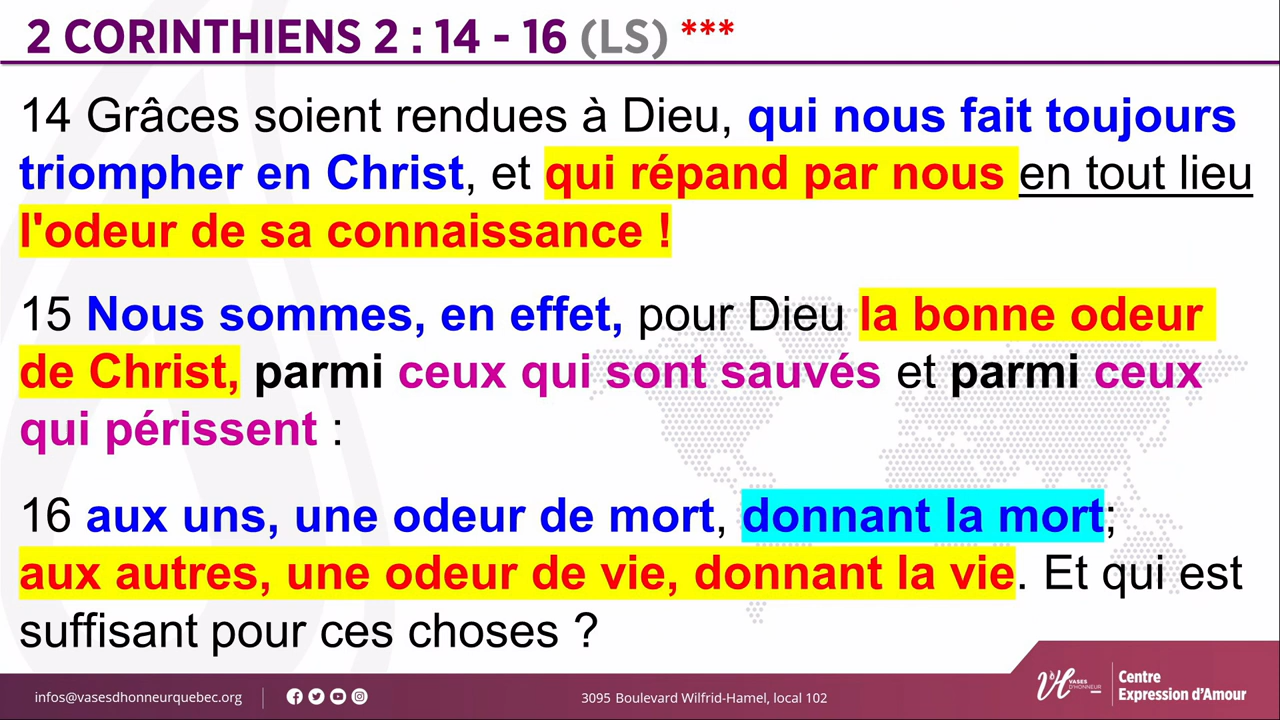 2 CORINTHIENS 2 : 14 - 16 (LS) ***
14 Grâces soient rendues à Dieu, qui nous fait toujours
triompher en Christ, et qui répand par nous en tout lieu
l'odeur de sa connaissance !
15 Nous sommes, en effet, pour Dieu la bonne odeur
de Christ, parmi ceux qui sont sauvés et parmi ceux
qui périssent :
16 aux uns, une odeur de mort, donnant la mort;
aux autres, une odeur de vie, donnant la vie. Et qui est
suffisant pour ces choses ?
infos@vasesdhonneurquebec.org
3095 Boulevard Wilfrid-Hamel, local 102
VASES
D'HONNEUR
Centre
Expression d'Amour